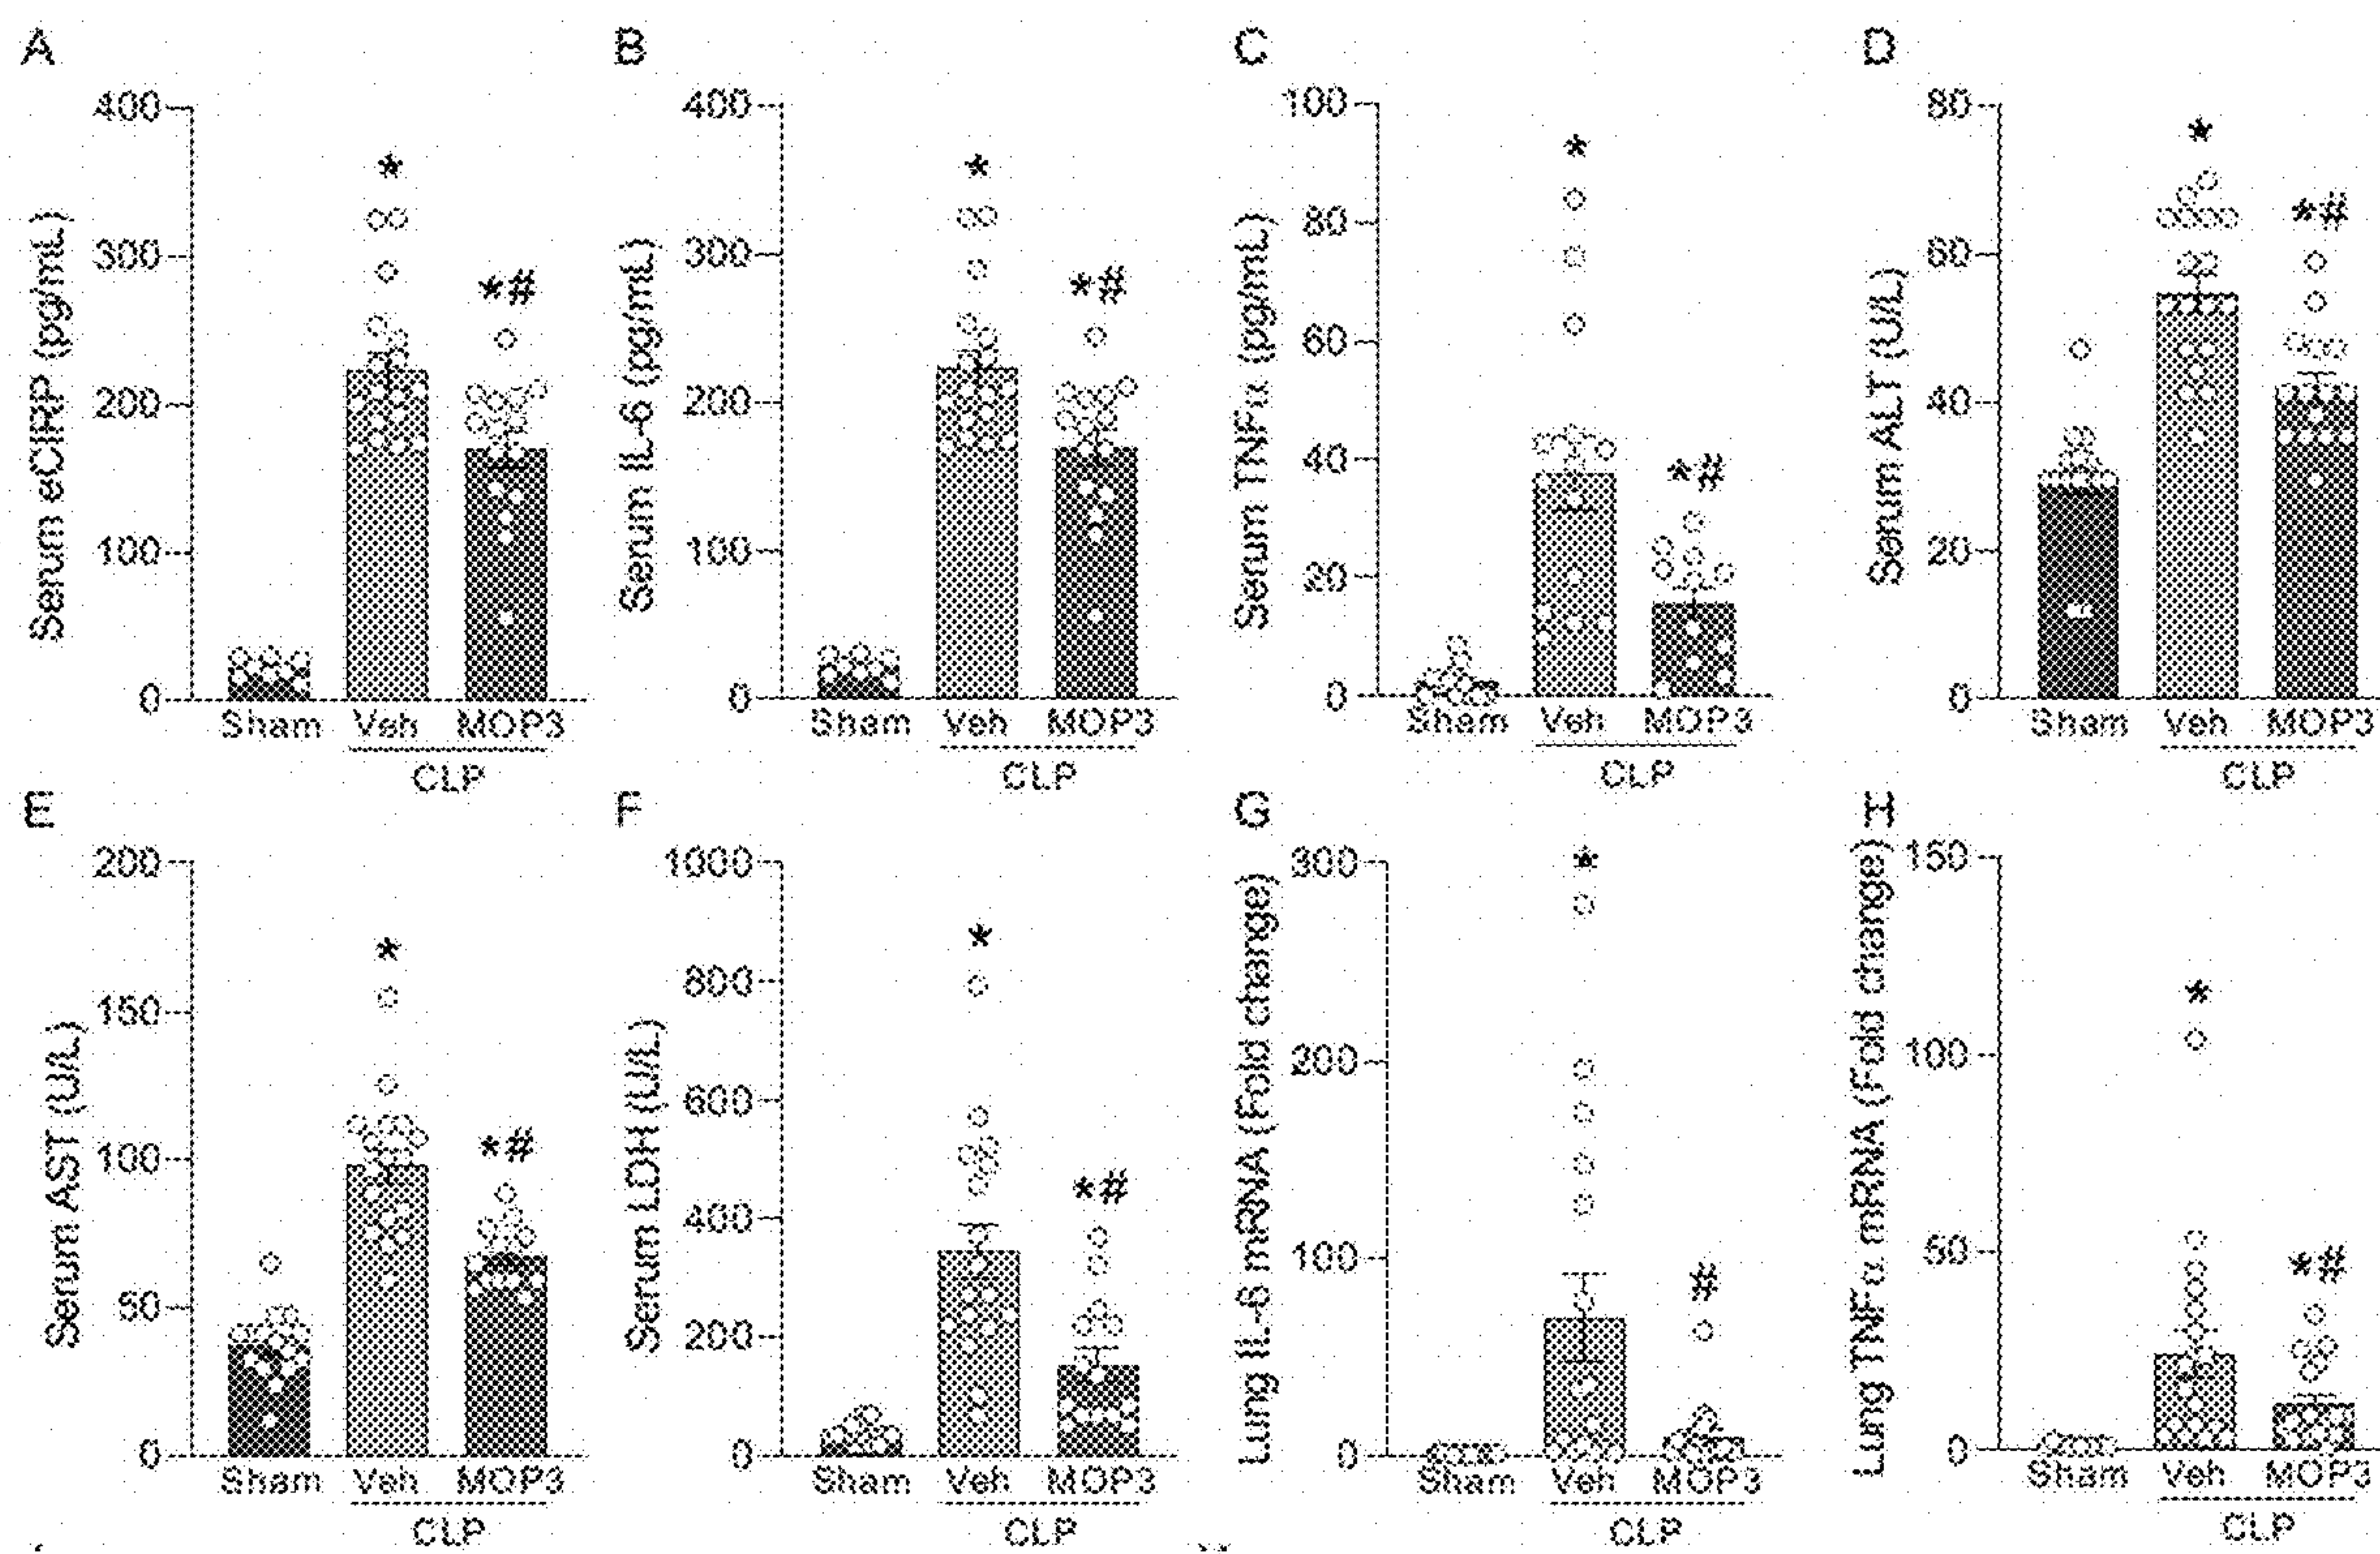 A
Serum eCIRP (pg/mL)
400
300
200
100
0
*
*#
Sham Veh MOP3
CLP
B
Serum IL-6 (pg/mL)
400
300
200
100
0
*
*#
Sham Veh MOP3
CLP
C
Serum TNFα (pg/mL)
100
80
60
40
20
0
*
*#
Sham Veh MOP3
CLP
D
Serum ALT (U/L)
80
60
40
20
0
*
*#
Sham Veh MOP3
CLP
E
Serum AST (U/L)
200
150
100
50
0
*
*#
Sham Veh MOP3
CLP
F
Serum LDH (U/L)
1000
800
600
400
200
0
*
*#
Sham Veh MOP3
CLP
G
Lung IL-6 mRNA (Fold change)
300
200
100
0
*
#
Sham Veh MOP3
CLP
H
Lung TNFα mRNA (Fold change)
150
100
50
0
*
*#
Sham Veh MOP3
CLP